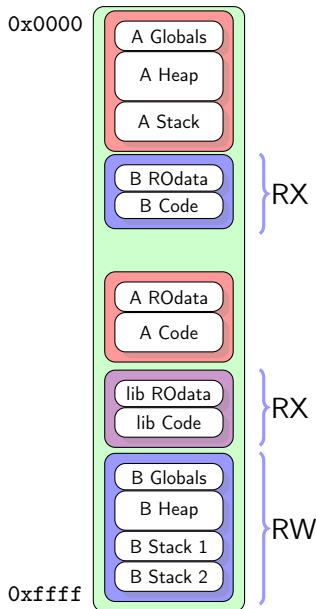 0x0000
A Globals
A Heap
A Stack
B ROdata
B Code
RX
A ROdata
A Code
lib ROdata
lib Code
RX
B Globals
B Heap
B Stack 1
B Stack 2
RW
0xffff